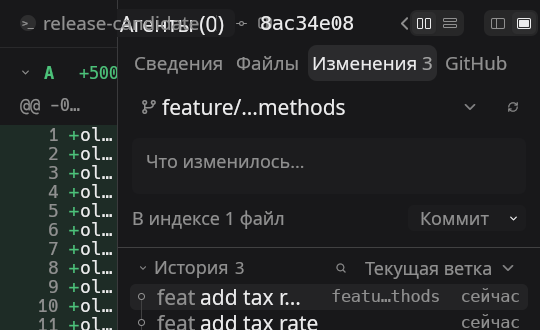 release-candidate Агенты (0) 8ac34e08
Сведения Файлы Изменения 3 GitHub
A +500
@@ -0…
feature/…methods
1 +ol…
2 +ol…
3 +ol…
4 +ol…
5 +ol…
6 +ol…
7 +ol…
8 +ol…
9 +ol…
10 +ol…
11 +ol…
Что изменилось…
В индексе 1 файл Коммит
История 3 Текущая ветка
feat add tax r… featu…thods сейчас
feat add tax rate сейчас